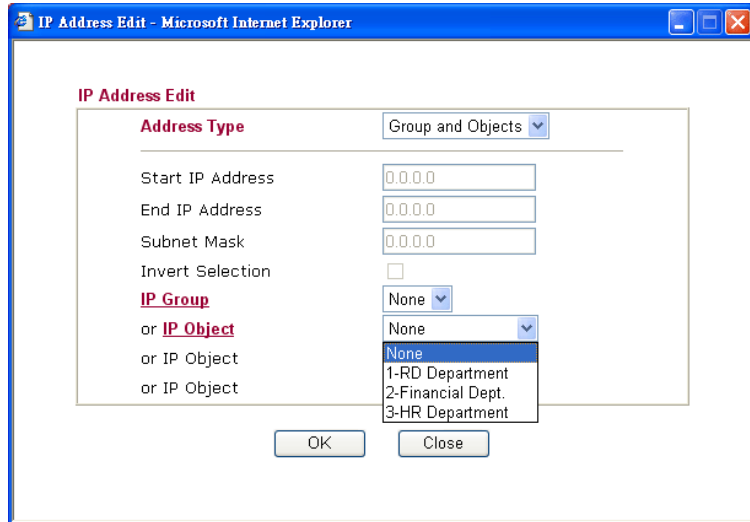 IP Address Edit - Microsoft Internet Explorer
IP Address Edit
Address Type Group and Objects
Start IP Address 0.0.0.0
End IP Address 0.0.0.0
Subnet Mask 0.0.0.0
Invert Selection
IP Group None
or IP Object None
None
or IP Object 1-RD Department
2-Financial Dept.
or IP Object 3-HR Department
OK Close